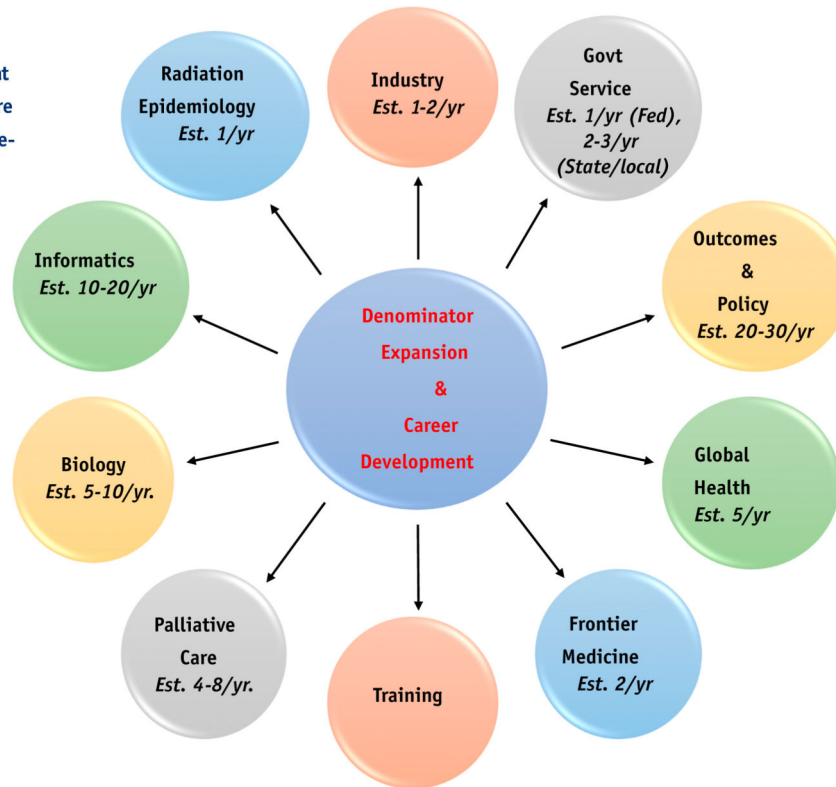 nt
re
e-
Radiation
Epidemiology
Est. 1/yr
Industry
Est. 1-2/yr
Govt
Service
Est. 1/yr (Fed),
2-3/yr
(State/local)
Informatics
Est. 10-20/yr
Outcomes
&
Policy
Est. 20-30/yr
Denominator
Expansion
&
Career
Development
Biology
Est. 5-10/yr.
Global
Health
Est. 5/yr
Palliative
Care
Est. 4-8/yr.
Training
Frontier
Medicine
Est. 2/yr